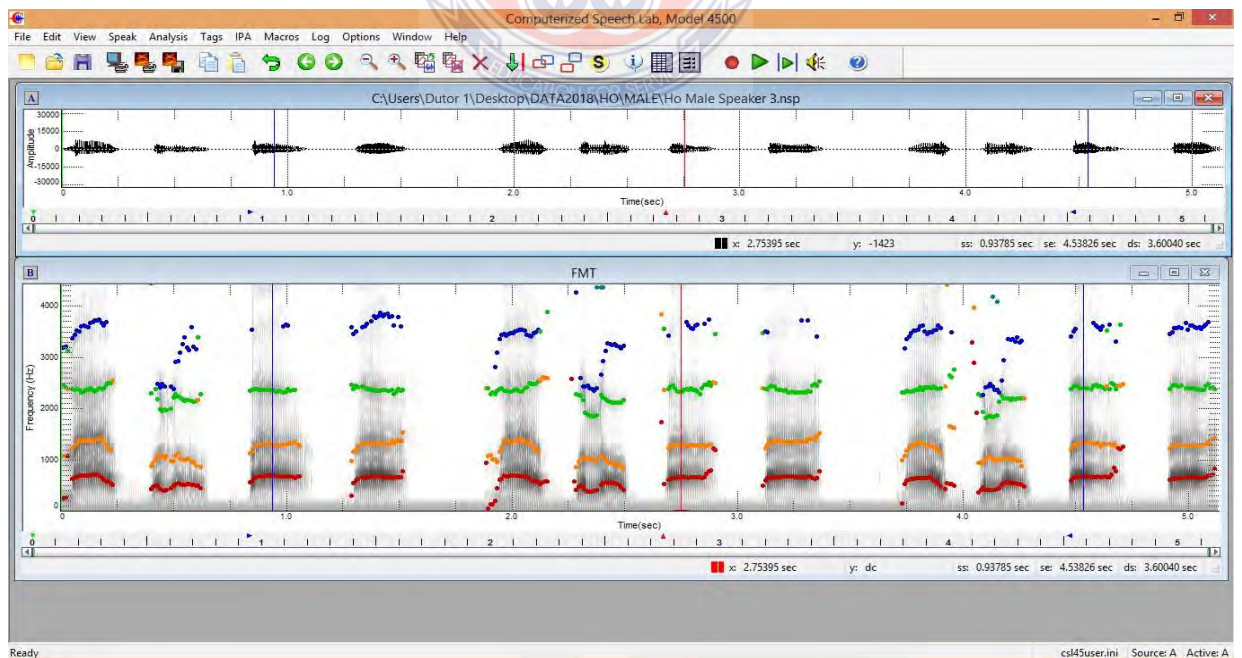 Computerized Speech Lab, Model 4500
File Edit View Speak Analysis Tags IPA Macros Log Options Window Help
EDUCATION FOR SERVICE
A C:\Users\Dutor 1\Desktop\DATA2018\HO\MALE\Ho Male Speaker 3.nsp
30000
15000
0
-15000
-30000
Amplitude
0 1.0 2.0 3.0 4.0 5.0
Time(sec)
0 1 2 3 4 5
x: 2.75395 sec y: -1423 ss: 0.93785 sec se: 4.53826 sec ds: 3.60040 sec
B FMT
4000
3000
2000
1000
0
Frequency (Hz)
0 1.0 2.0 3.0 4.0 5.0
Time(sec)
0 1 2 3 4 5
x: 2.75395 sec y: dc ss: 0.93785 sec se: 4.53826 sec ds: 3.60040 sec
Ready csl45user.ini Source: A Active: A